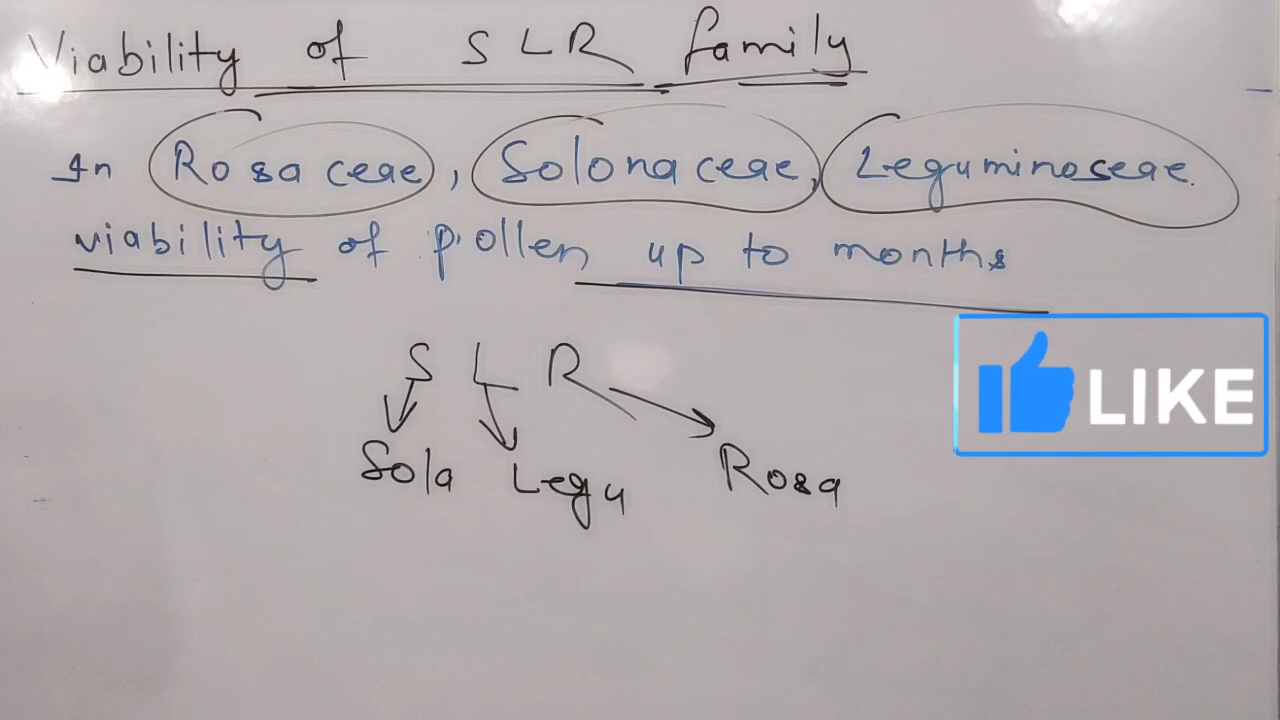 Viability of SLR family
In Rosaceae, Solonaceae, Leguminoseae.
viability of pollen up to months
S L R
Sola Legu Rosa
LIKE